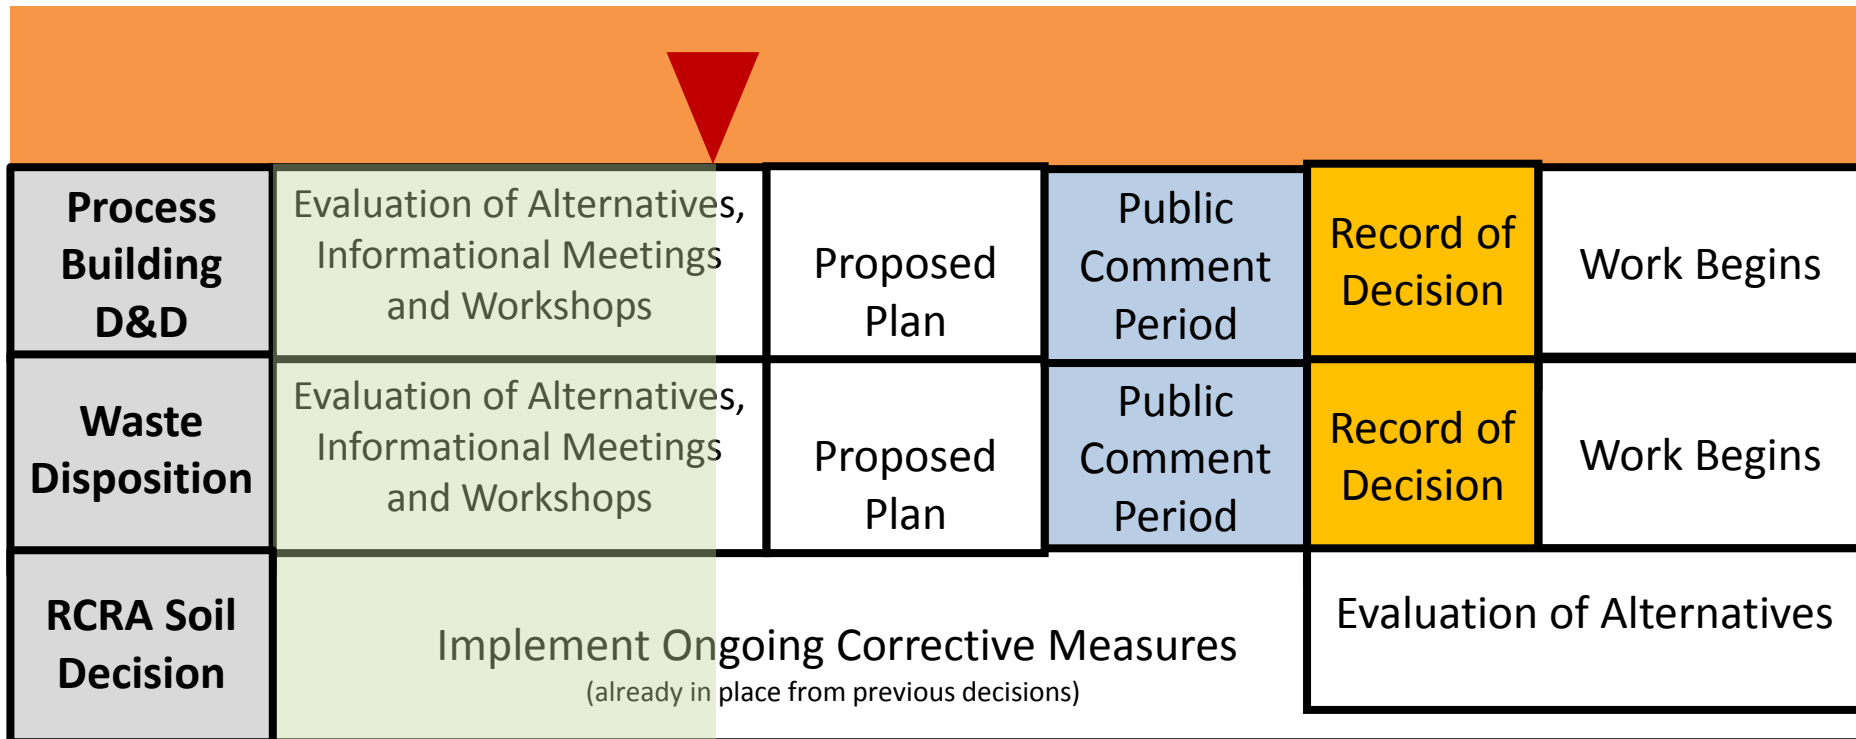 Process
Building
D&D
Evaluation of Alternatives,
Informational Meetings
and Workshops
Proposed
Plan
Public
Comment
Period
Record of
Decision
Work Begins
Waste
Disposition
Evaluation of Alternatives,
Informational Meetings
and Workshops
Proposed
Plan
Public
Comment
Period
Record of
Decision
Work Begins
RCRA Soil
Decision
Implement Ongoing Corrective Measures
(already in place from previous decisions)
Evaluation of Alternatives